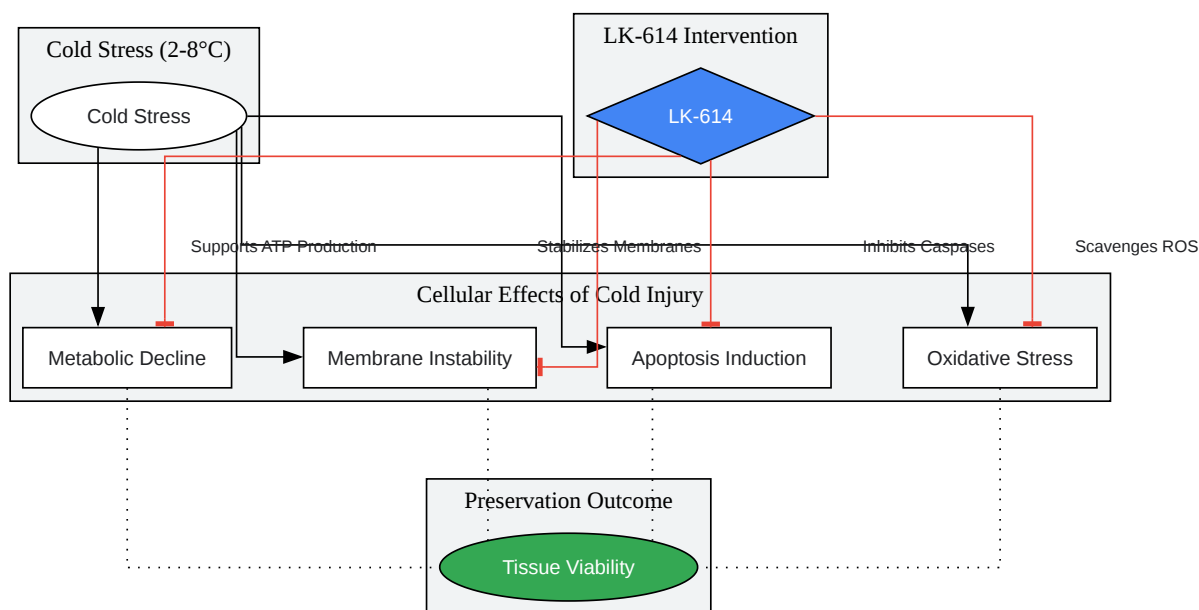 LK-614 Intervention
Cold Stress (2-8°C)
Cold Stress
LK-614
Supports ATP Production
Stabilizes Membranes
Inhibits Caspases
Scavenges ROS
Cellular Effects of Cold Injury
Metabolic Decline
Membrane Instability
Apoptosis Induction
Oxidative Stress
Preservation Outcome
Tissue Viability